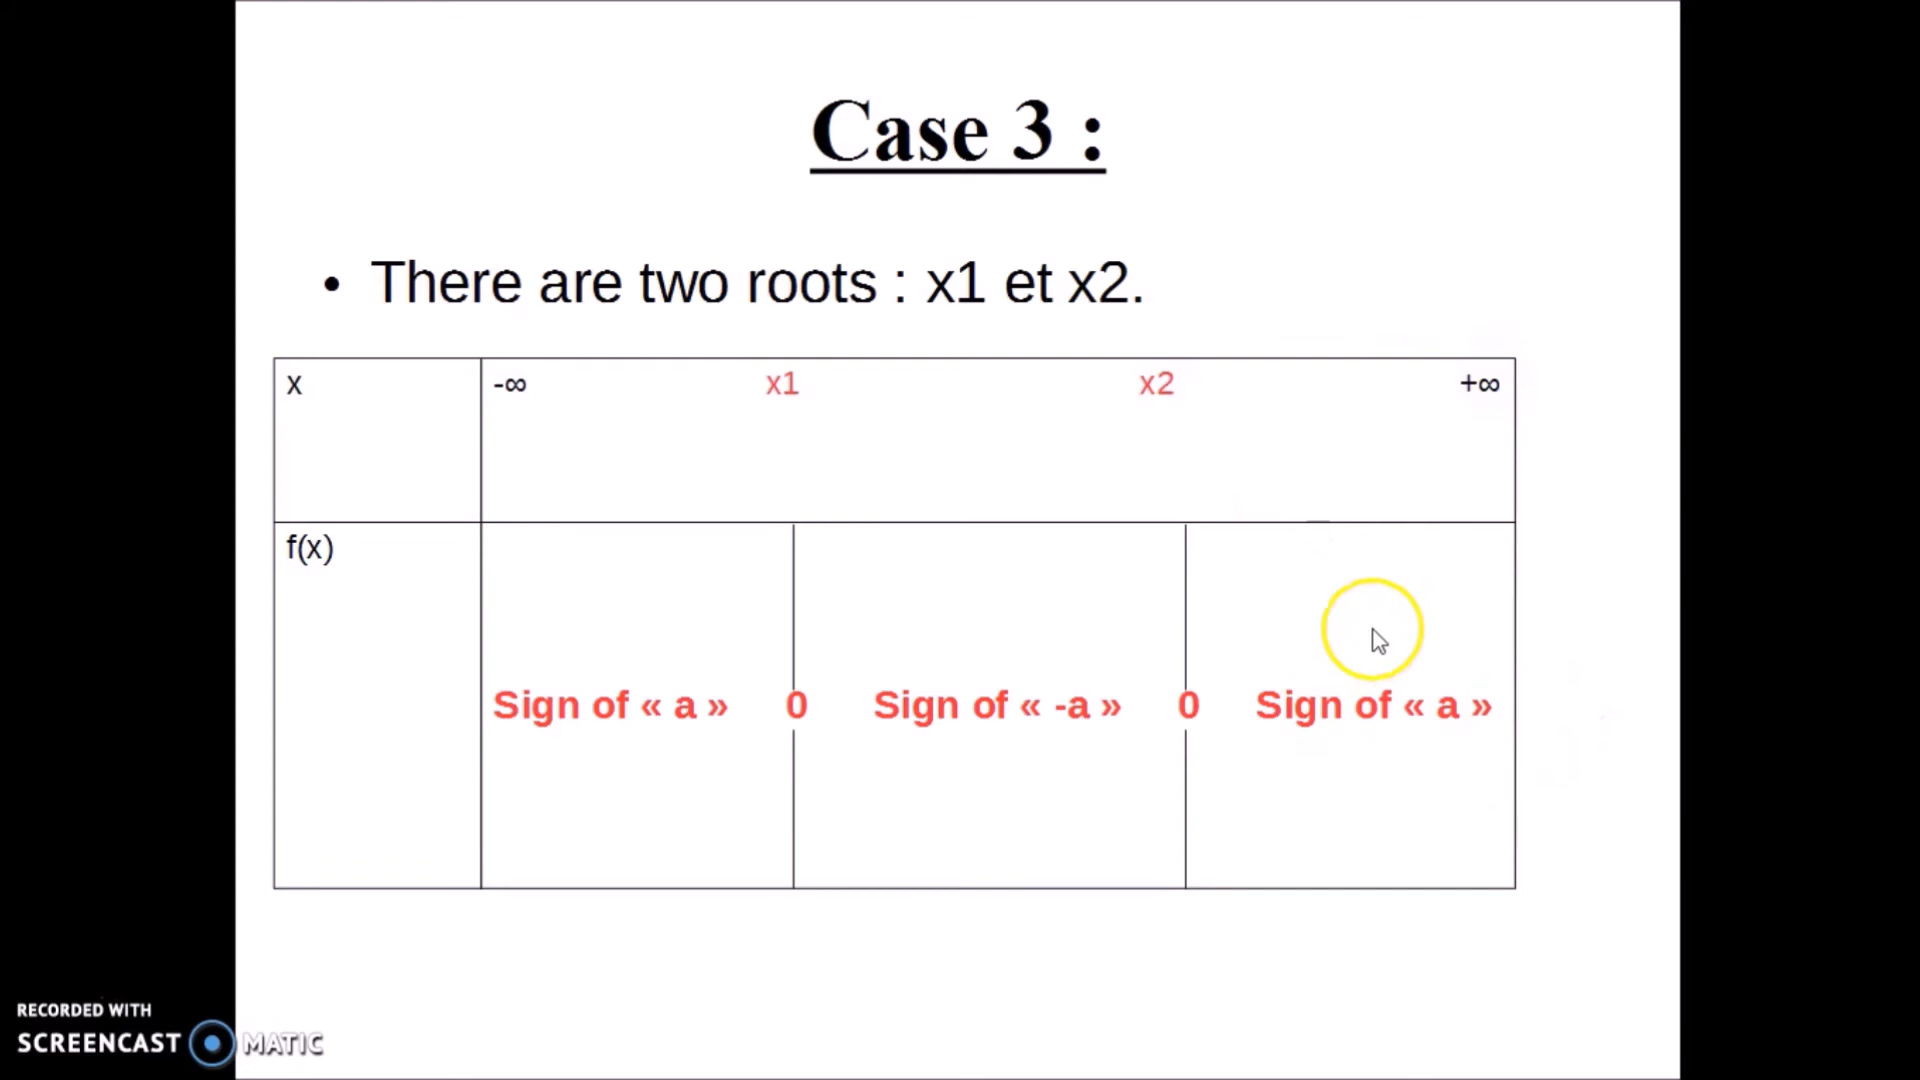 Case 3 :
• There are two roots : x1 et x2.
x -∞ x1 x2 +∞
f(x)
Sign of « a » 0 Sign of « -a » 0 Sign of « a »
RECORDED WITH
SCREENCAST MATIC